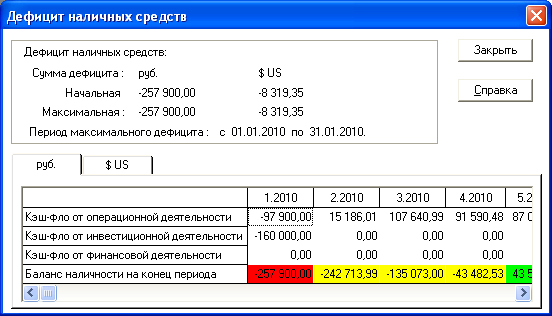 Дефицит наличных средств
Дефицит наличных средств:
Сумма дефицита : руб. $ US
Начальная -257 900,00 -8 319,35
Максимальная : -257 900,00 -8 319,35
Период максимального дефицита : с 01.01.2010 по 31.01.2010.
Закрыть
Справка
руб. $ US
1.2010 2.2010 3.2010 4.2010 5.2
Кэш-фло от операционной деятельности -97 900,00 15 186,01 107 640,99 91 590,48 87 0
Кэш-фло от инвестиционной деятельности -160 000,00 0,00 0,00 0,00
Кэш-фло от финансовой деятельности 0,00 0,00 0,00 0,00
Баланс наличности на конец периода -257 900,00 -242 713,99 -135 073,00 -43 482,53 43 5